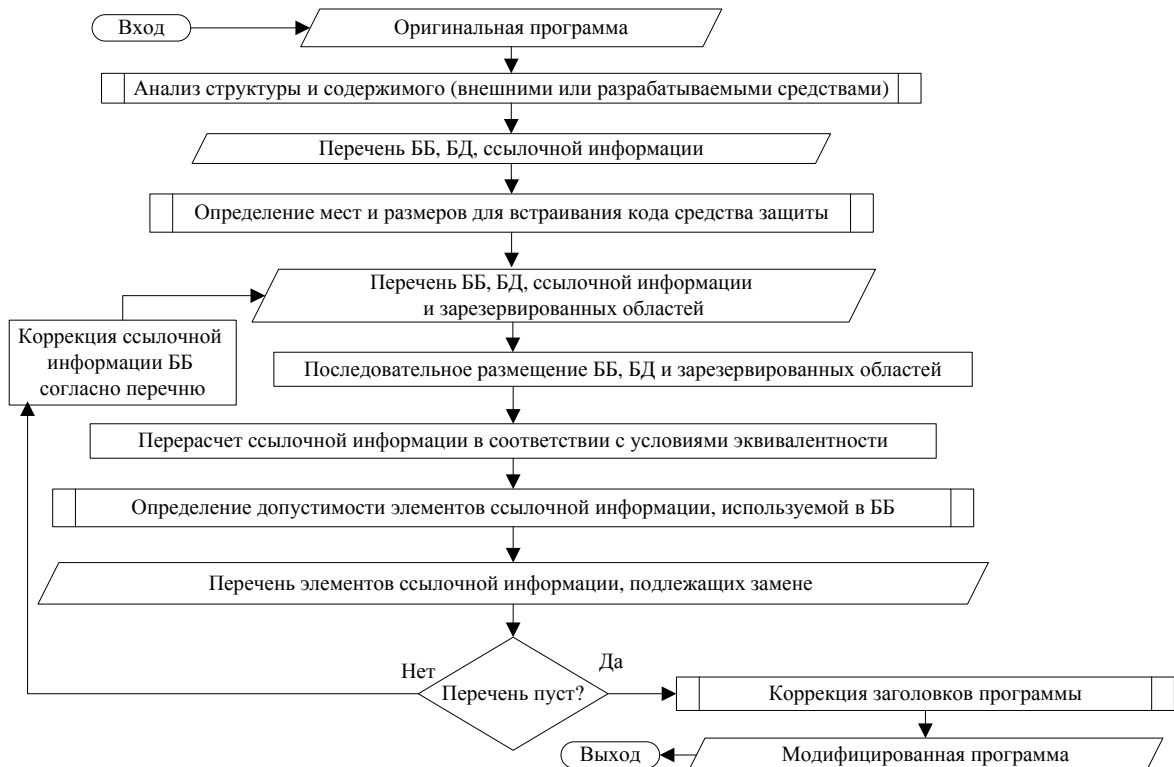 Вход
Оригинальная программа
Анализ структуры и содержимого (внешними или разрабатываемыми средствами)
Перечень ББ, БД, ссылочной информации
Определение мест и размеров для встраивания кода средства защиты
Перечень ББ, БД, ссылочной информации
и зарезервированных областей
Коррекция ссылочной
информации ББ
согласно перечню
Последовательное размещение ББ, БД и зарезервированных областей
Перерасчет ссылочной информации в соответствии с условиями эквивалентности
Определение допустимости элементов ссылочной информации, используемой в ББ
Перечень элементов ссылочной информации, подлежащих замене
Нет
Да
Перечень пуст?
Коррекция заголовков программы
Выход
Модифицированная программа